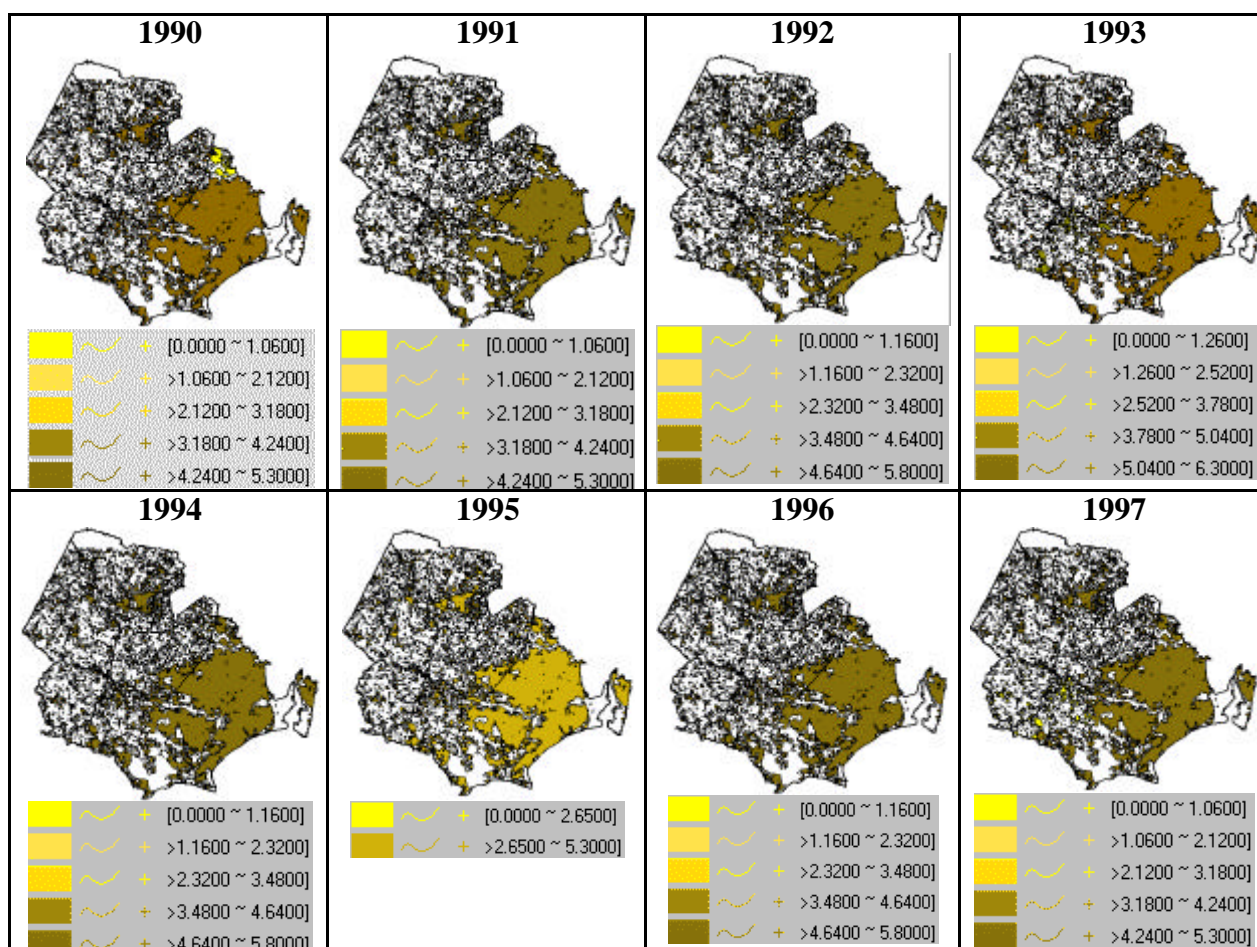 1990
[0.0000 ~ 1.0600]
>1.0600 ~ 2.1200]
>2.1200 ~ 3.1800]
>3.1800 ~ 4.2400]
>4.2400 ~ 5.3000]
1991
[0.0000 ~ 1.0600]
>1.0600 ~ 2.1200]
>2.1200 ~ 3.1800]
>3.1800 ~ 4.2400]
>4.2400 ~ 5.3000]
1992
[0.0000 ~ 1.1600]
>1.1600 ~ 2.3200]
>2.3200 ~ 3.4800]
>3.4800 ~ 4.6400]
>4.6400 ~ 5.8000]
1993
[0.0000 ~ 1.2600]
>1.2600 ~ 2.5200]
>2.5200 ~ 3.7800]
>3.7800 ~ 5.0400]
>5.0400 ~ 6.3000]
1994
[0.0000 ~ 1.1600]
>1.1600 ~ 2.3200]
>2.3200 ~ 3.4800]
>3.4800 ~ 4.6400]
>4.6400 ~ 5.8000]
1995
[0.0000 ~ 2.6500]
>2.6500 ~ 5.3000]
1996
[0.0000 ~ 1.1600]
>1.1600 ~ 2.3200]
>2.3200 ~ 3.4800]
>3.4800 ~ 4.6400]
>4.6400 ~ 5.8000]
1997
[0.0000 ~ 1.0600]
>1.0600 ~ 2.1200]
>2.1200 ~ 3.1800]
>3.1800 ~ 4.2400]
>4.2400 ~ 5.3000]